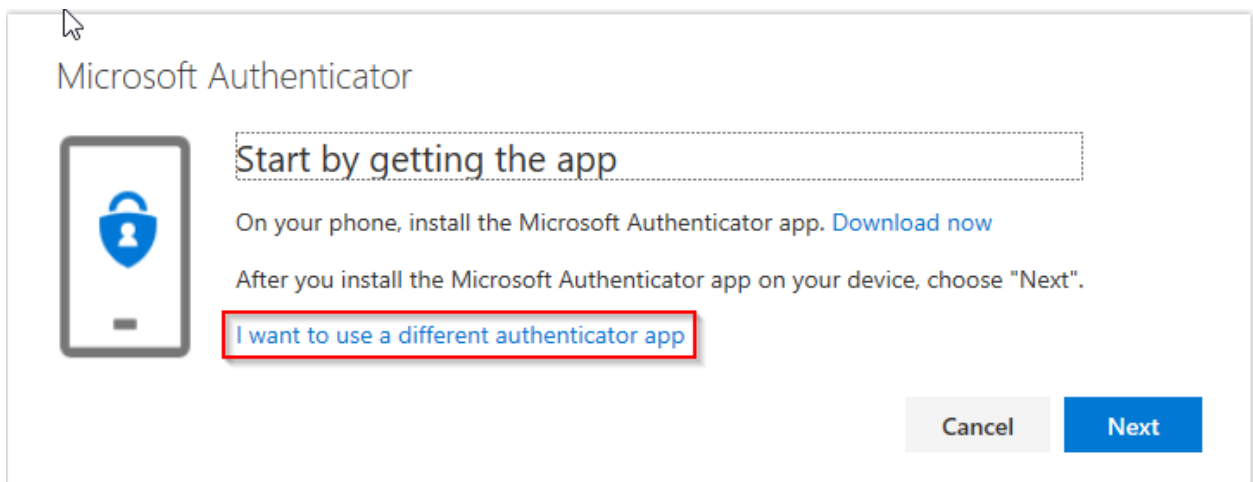 Microsoft Authenticator
Start by getting the app
On your phone, install the Microsoft Authenticator app. Download now
After you install the Microsoft Authenticator app on your device, choose "Next".
I want to use a different authenticator app
Cancel Next